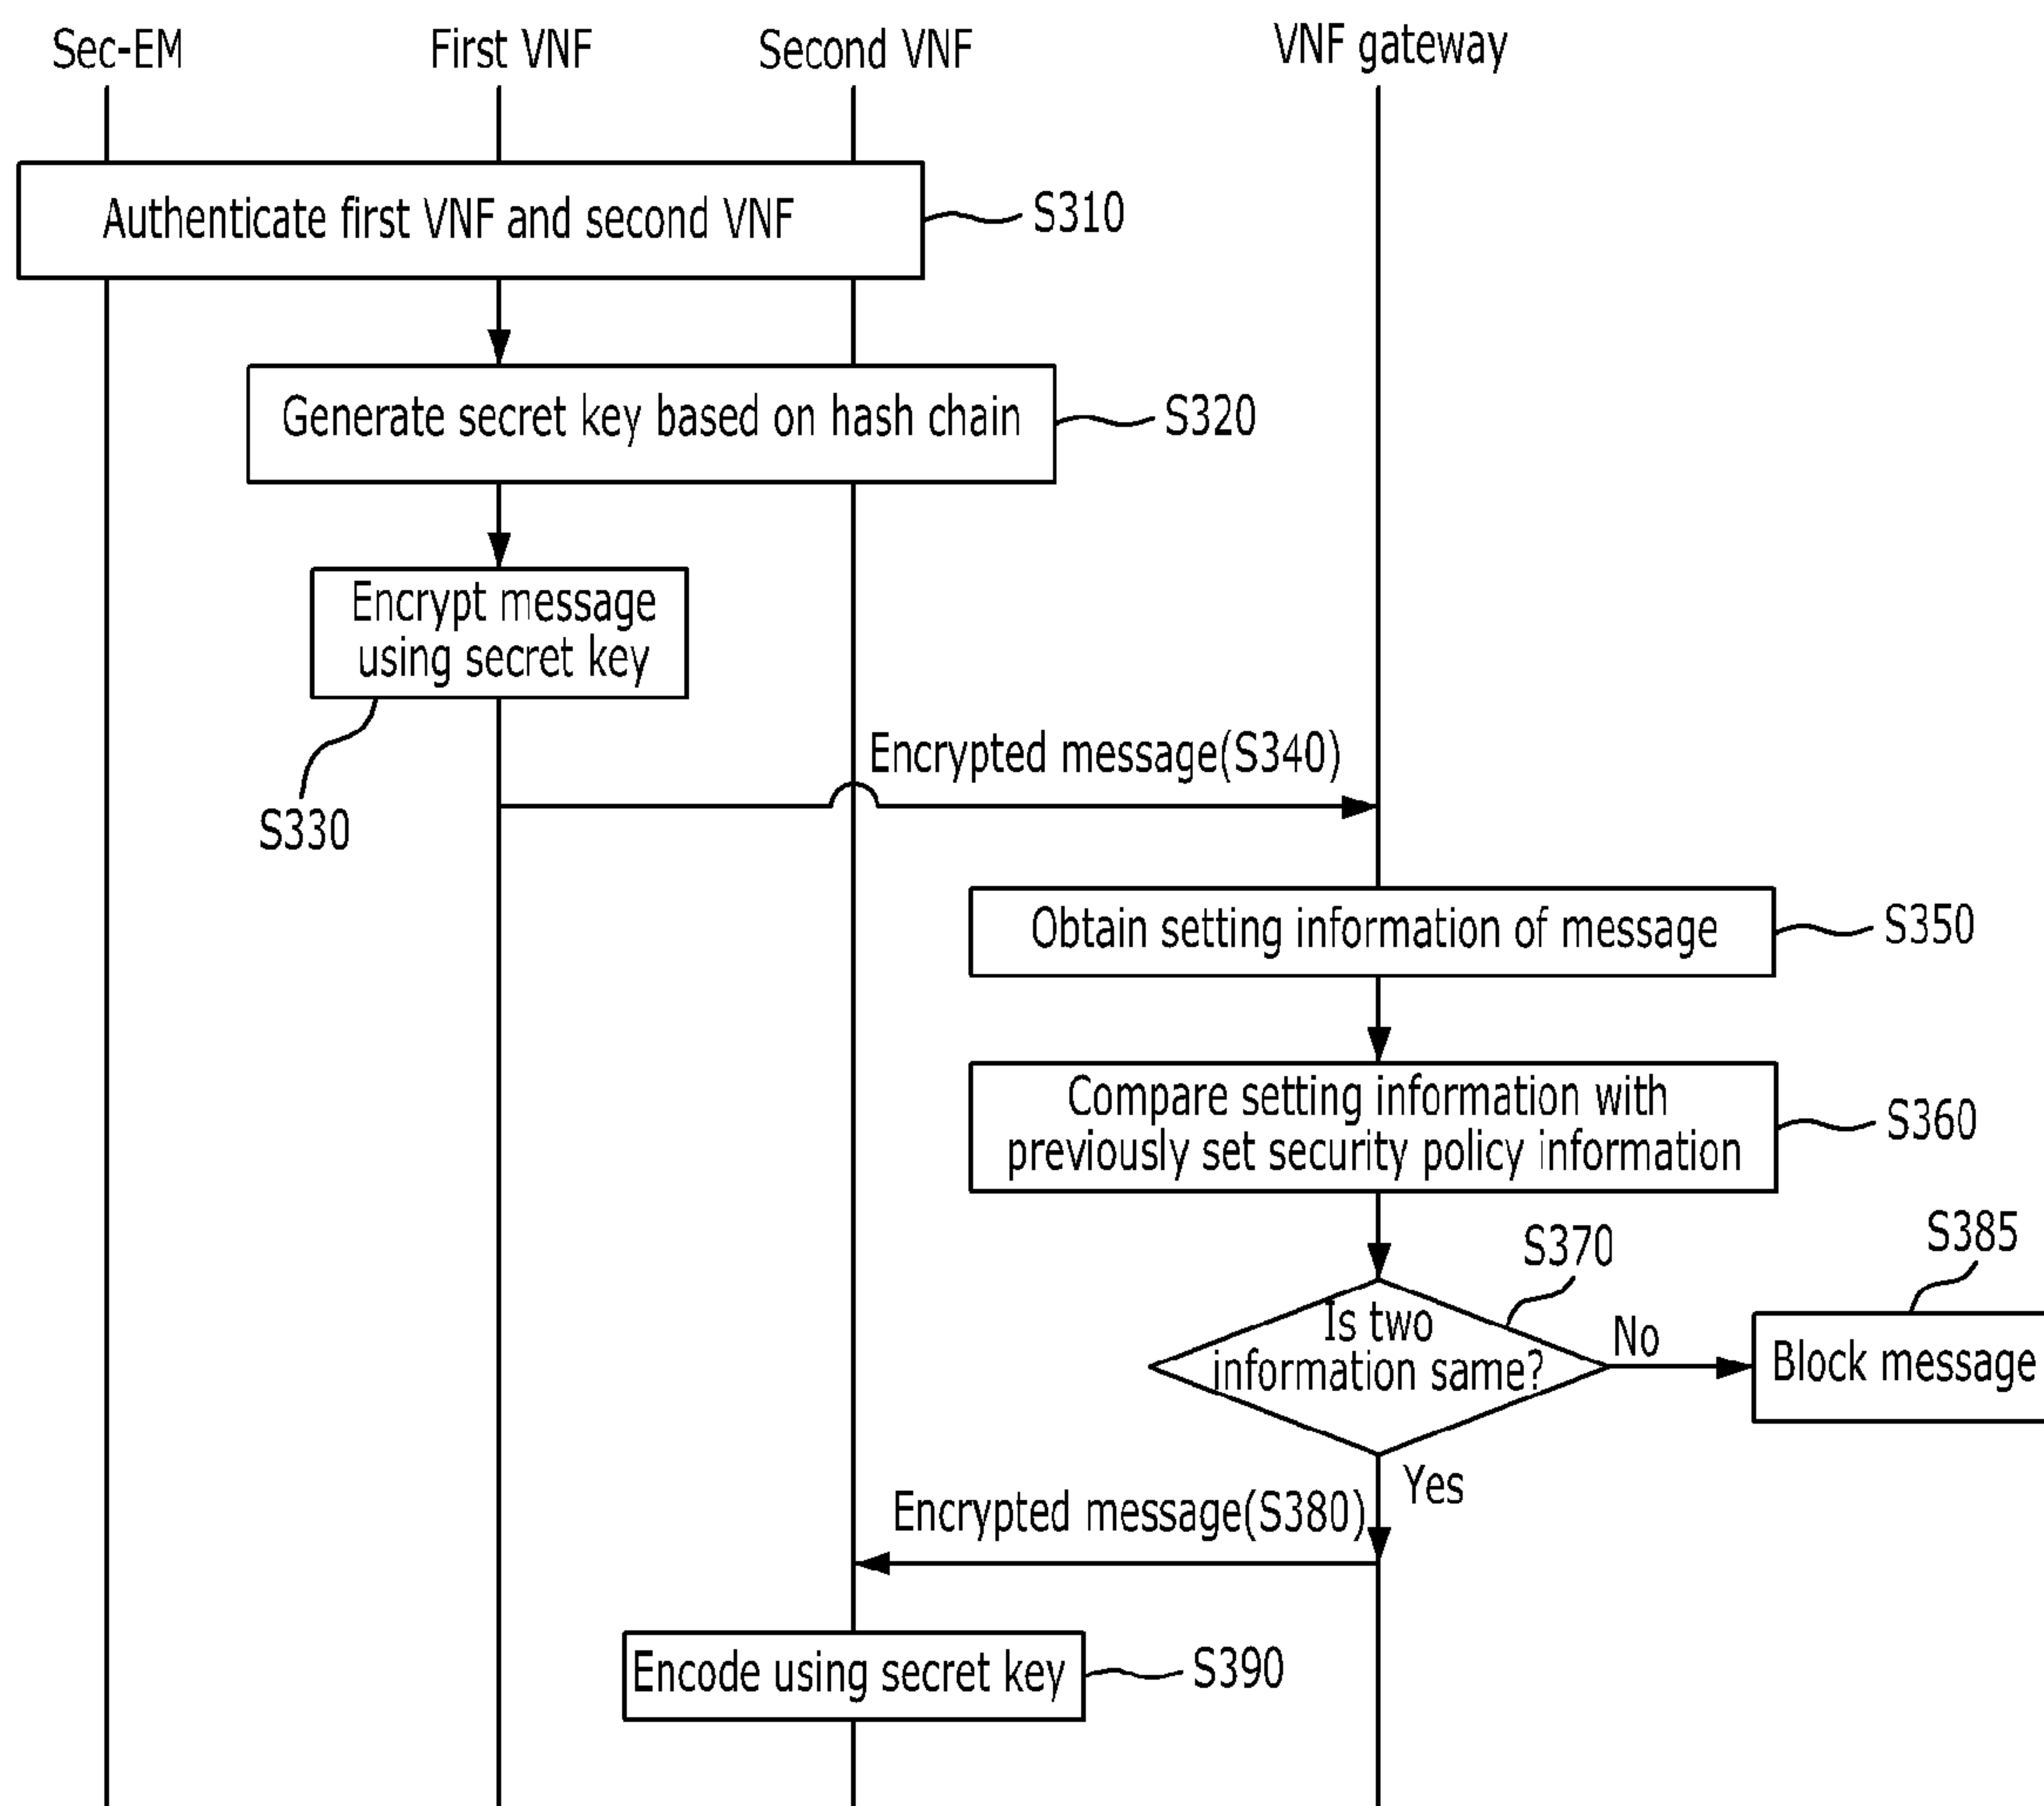 Sec-EM
First VNF
Second VNF
VNF gateway
Authenticate first VNF and second VNF
S310
Generate secret key based on hash chain
S320
Encrypt message
using secret key
S330
Encrypted message(S340)
Obtain setting information of message
S350
Compare setting information with
previously set security policy information
S360
S370
S385
Is two
information same?
No
Block message
Yes
Encrypted message(S380)
Encode using secret key
S390